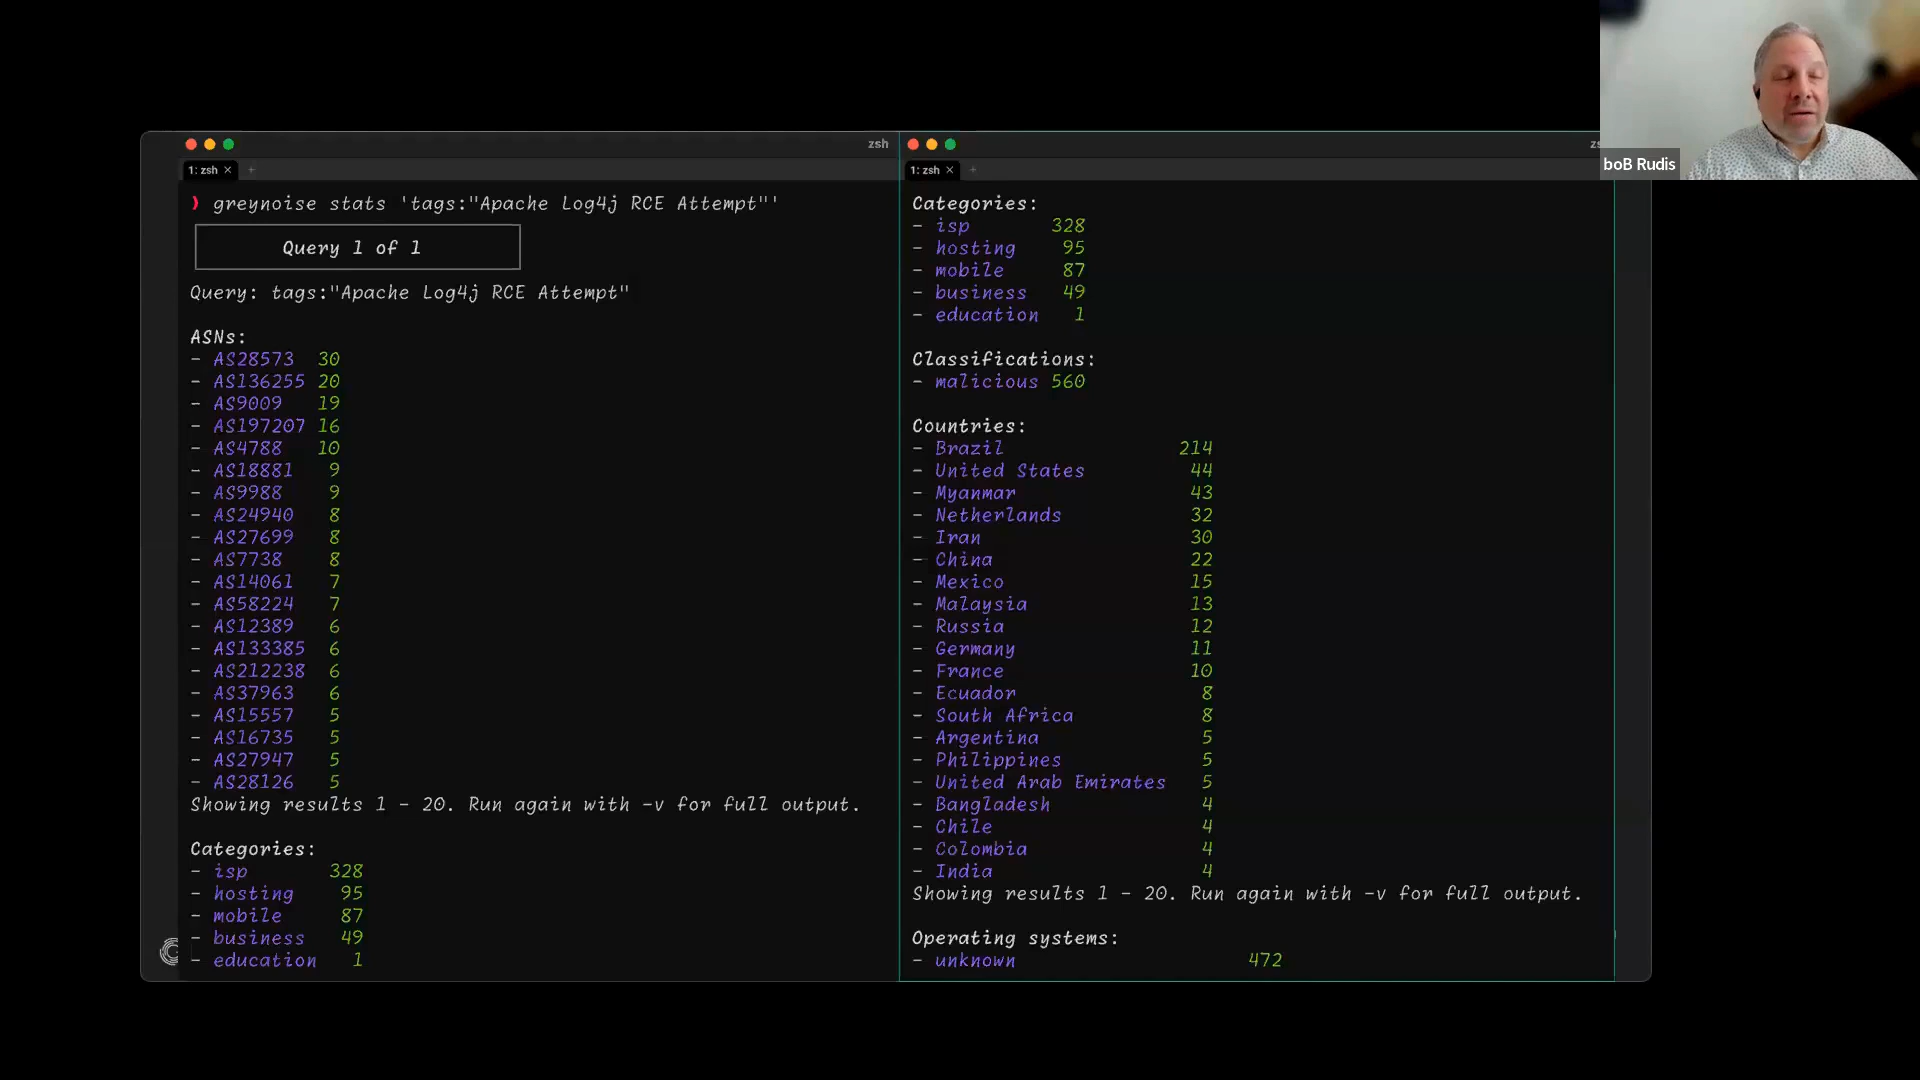 zsh
1: zsh × +
❯ greynoise stats 'tags:"Apache Log4j RCE Attempt"'
Query 1 of 1
Query: tags:"Apache Log4j RCE Attempt"
ASNs:
- AS28573 30
- AS136255 20
- AS9009 19
- AS197207 16
- AS4788 10
- AS18881 9
- AS9988 9
- AS24940 8
- AS27699 8
- AS7738 8
- AS14061 7
- AS58224 7
- AS12389 6
- AS133385 6
- AS212238 6
- AS37963 6
- AS15557 5
- AS16735 5
- AS27947 5
- AS28126 5
Showing results 1 - 20. Run again with -v for full output.
Categories:
- isp 328
- hosting 95
- mobile 87
- business 49
- education 1
zs
1: zsh × +
Categories:
- isp 328
- hosting 95
- mobile 87
- business 49
- education 1
Classifications:
- malicious 560
Countries:
- Brazil 214
- United States 44
- Myanmar 43
- Netherlands 32
- Iran 30
- China 22
- Mexico 15
- Malaysia 13
- Russia 12
- Germany 11
- France 10
- Ecuador 8
- South Africa 8
- Argentina 5
- Philippines 5
- United Arab Emirates 5
- Bangladesh 4
- Chile 4
- Colombia 4
- India 4
Showing results 1 - 20. Run again with -v for full output.
Operating systems:
- unknown 472
boB Rudis